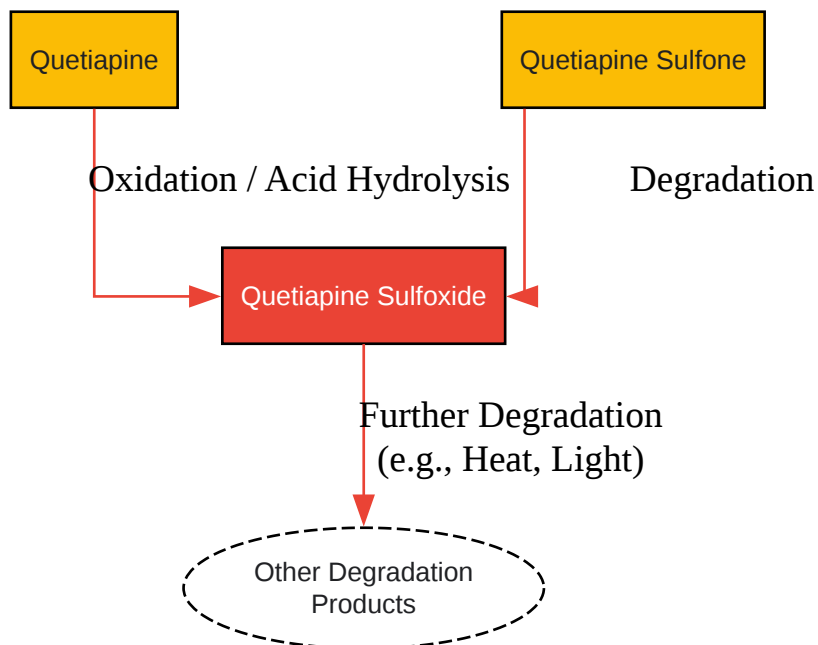 Quetiapine
Quetiapine Sulfone
Oxidation / Acid Hydrolysis
Degradation
Quetiapine Sulfoxide
Further Degradation
(e.g., Heat, Light)
Other Degradation
Products